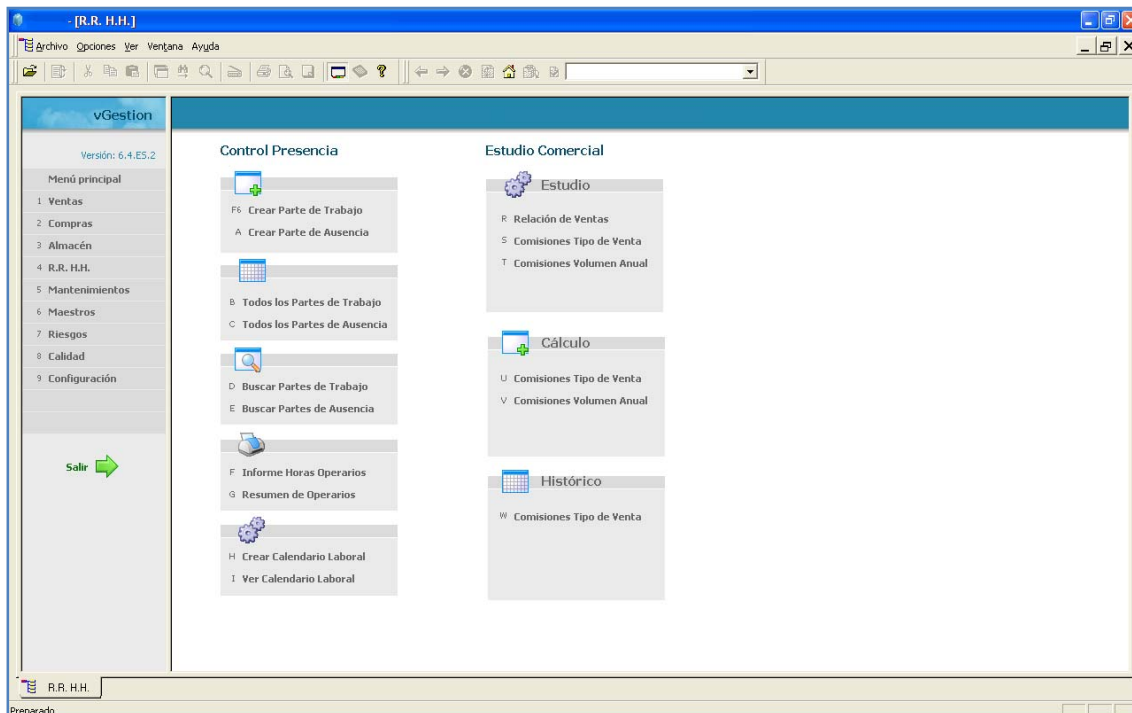 - [R.R. H.H.]
Archivo Opciones Ver Ventana Ayuda
vGestion
Versión: 6.4.E5.2
Menú principal
1 Ventas
2 Compras
3 Almacén
4 R.R. H.H.
5 Mantenimientos
6 Maestros
7 Riesgos
8 Calidad
9 Configuración
Salir
Control Presencia
F6 Crear Parte de Trabajo
A Crear Parte de Ausencia
B Todos los Partes de Trabajo
C Todos los Partes de Ausencia
D Buscar Partes de Trabajo
E Buscar Partes de Ausencia
F Informe Horas Operarios
G Resumen de Operarios
H Crear Calendario Laboral
I Ver Calendario Laboral
Estudio Comercial
Estudio
R Relación de Ventas
S Comisiones Tipo de Venta
T Comisiones Volumen Anual
Cálculo
U Comisiones Tipo de Venta
V Comisiones Volumen Anual
Histórico
W Comisiones Tipo de Venta
R.R. H.H.
Preparado